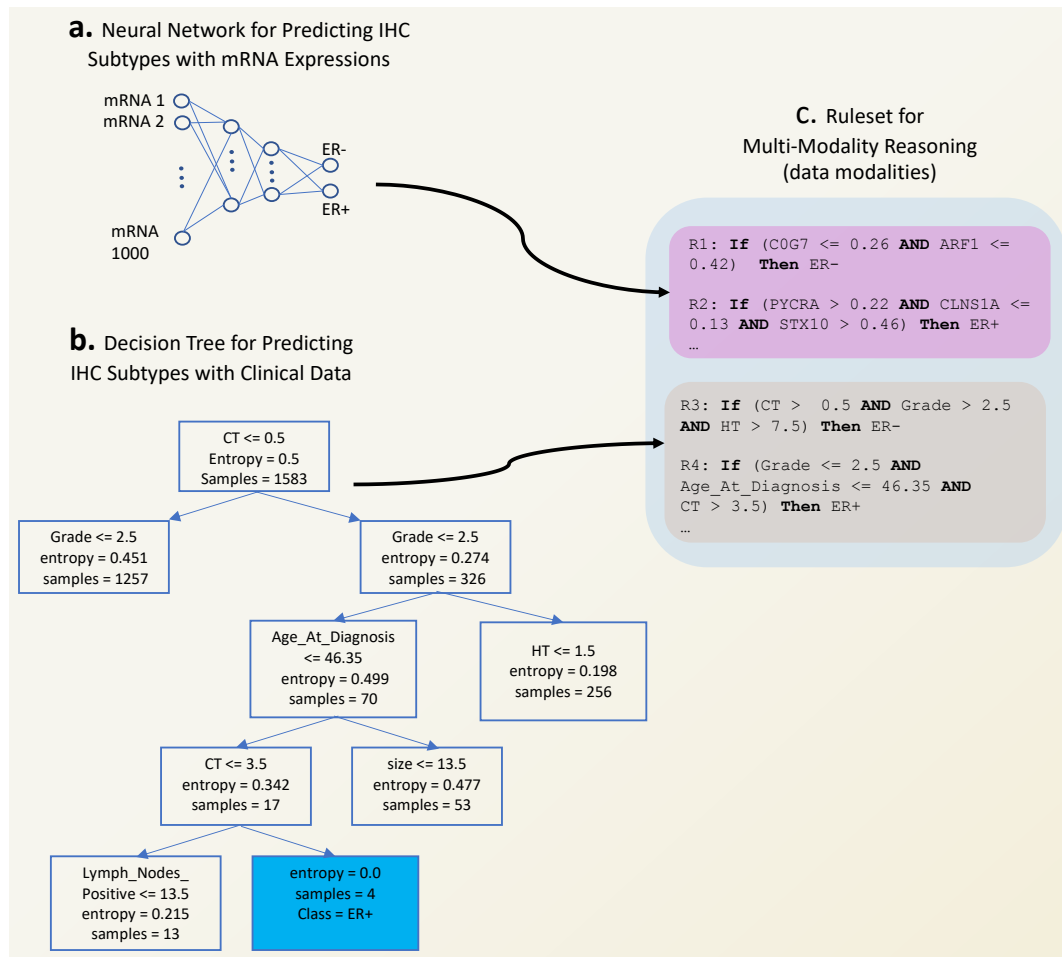 a. Neural Network for Predicting IHC
Subtypes with mRNA Expressions
mRNA 1
mRNA 2
mRNA
1000
ER-
ER+
b. Decision Tree for Predicting
IHC Subtypes with Clinical Data
CT <= 0.5
Entropy = 0.5
Samples = 1583
Grade <= 2.5
entropy = 0.451
samples = 1257
Grade <= 2.5
entropy = 0.274
samples = 326
Age_At_Diagnosis
<= 46.35
entropy = 0.499
samples = 70
HT <= 1.5
entropy = 0.198
samples = 256
CT <= 3.5
entropy = 0.342
samples = 17
size <= 13.5
entropy = 0.477
samples = 53
Lymph_Nodes_
Positive <= 13.5
entropy = 0.215
samples = 13
entropy = 0.0
samples = 4
Class = ER+
c. Ruleset for
Multi-Modality Reasoning
(data modalities)
R1: If (C0G7 <= 0.26 AND ARF1 <=
0.42) Then ER-
R2: If (PYCRA > 0.22 AND CLNS1A <=
0.13 AND STX10 > 0.46) Then ER+
…
R3: If (CT > 0.5 AND Grade > 2.5
AND HT > 7.5) Then ER-
R4: If (Grade <= 2.5 AND
Age_At_Diagnosis <= 46.35 AND
CT > 3.5) Then ER+
…